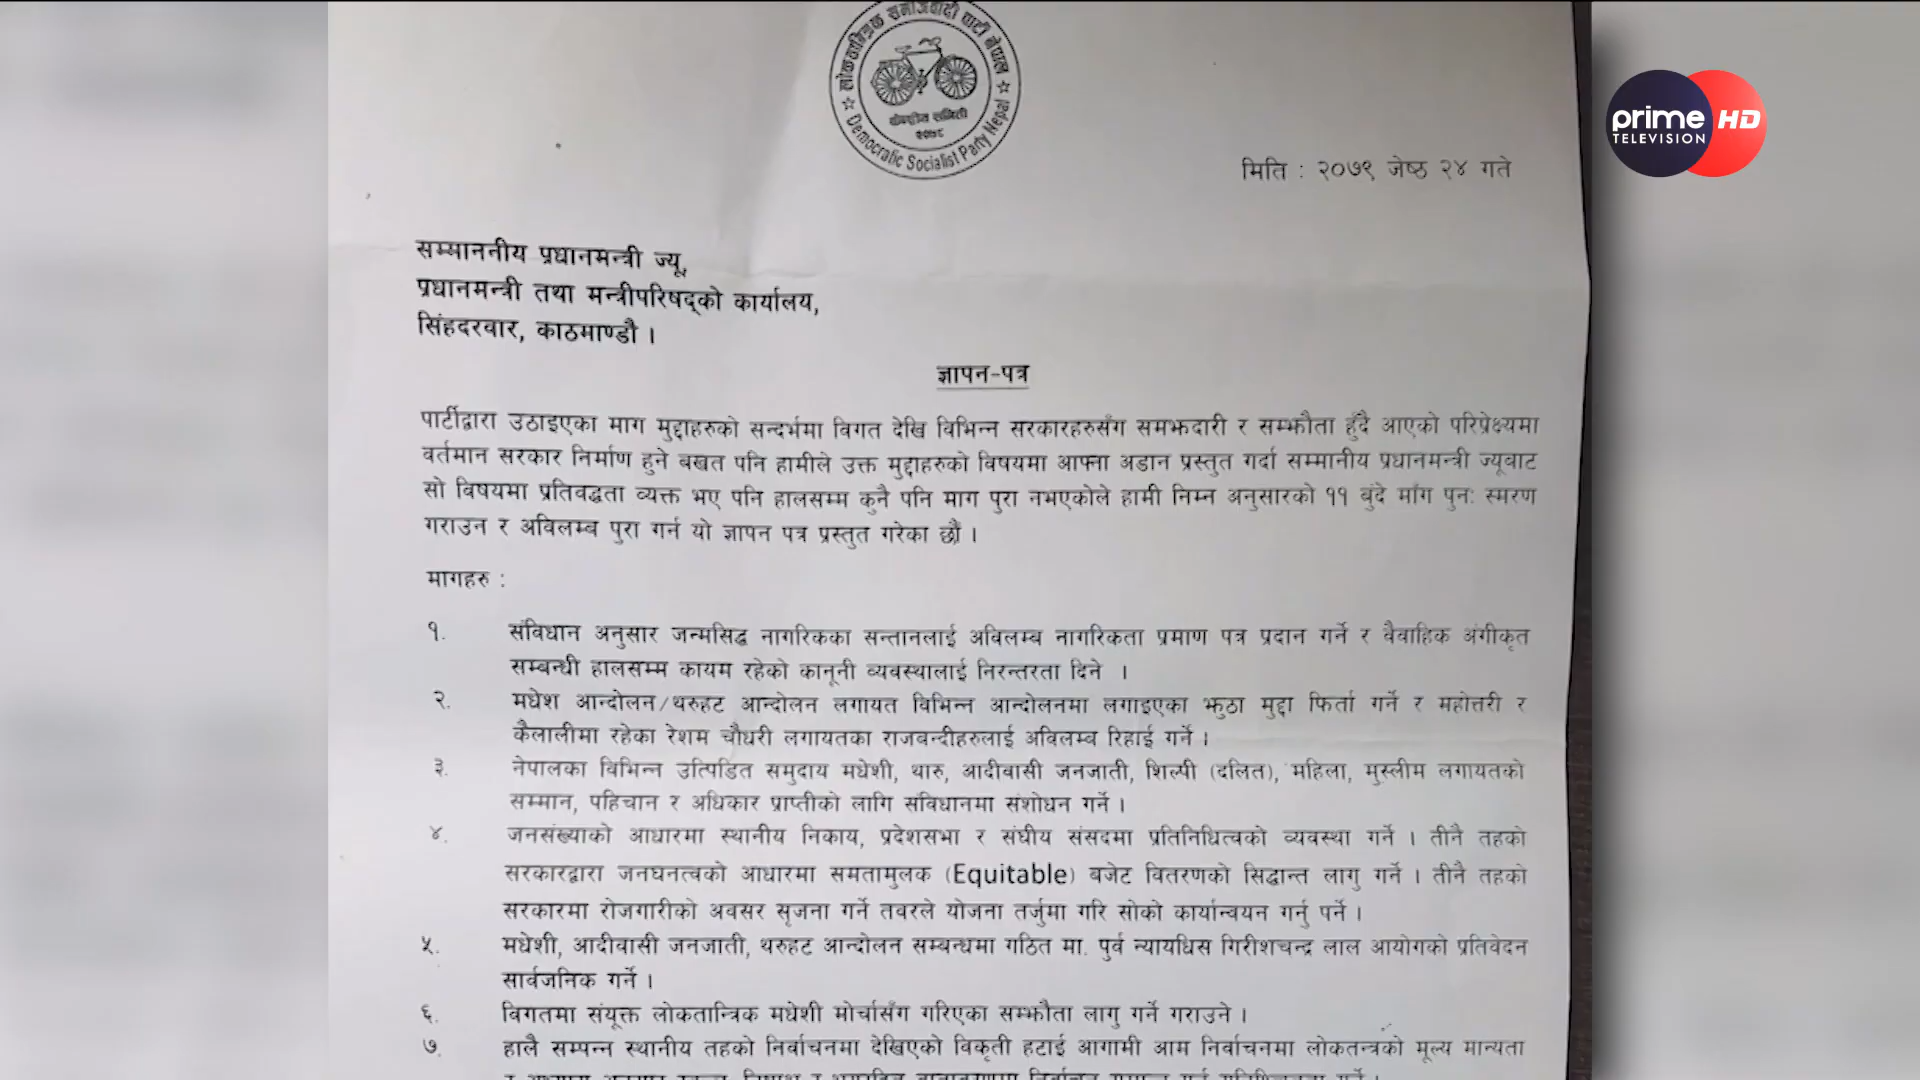 लोकतान्त्रिक समाजवादी पार्टी नेपाल
केन्द्रीय समिति
२०७८
Democratic Socialist Party Nepal
prime HD
TELEVISION
मिति : २०७९ जेष्ठ २४ गते
सम्माननीय प्रधानमन्त्री ज्यू,
प्रधानमन्त्री तथा मन्त्रीपरिषद्को कार्यालय,
सिंहदरवार, काठमाण्डौ ।
ज्ञापन-पत्र
पार्टीद्वारा उठाइएका माग मुद्दाहरुको सन्दर्भमा विगत देखि विभिन्न सरकारहरुसँग समझदारी र सम्झौता हुँदै आएको परिप्रेक्ष्यमा
वर्तमान सरकार निर्माण हुने बखत पनि हामीले उक्त मुद्दाहरुको विषयमा आफ्ना अडान प्रस्तुत गर्दा सम्मानीय प्रधानमन्त्री ज्यूबाट
सो विषयमा प्रतिवद्धता व्यक्त भए पनि हालसम्म कुनै पनि माग पुरा नभएकोले हामी निम्न अनुसारको ११ बुंदे माँग पुन: स्मरण
गराउन र अविलम्ब पुरा गर्न यो ज्ञापन पत्र प्रस्तुत गरेका छौं ।
मागहरु :
१. संविधान अनुसार जन्मसिद्ध नागरिकका सन्तानलाई अविलम्ब नागरिकता प्रमाण पत्र प्रदान गर्ने र वैवाहिक अंगीकृत
सम्बन्धी हालसम्म कायम रहेको कानूनी व्यवस्थालाई निरन्तरता दिने ।
२. मधेश आन्दोलन/थरुहट आन्दोलन लगायत विभिन्न आन्दोलनमा लगाइएका झुठा मुद्दा फिर्ता गर्ने र महोत्तरी र
कैलालीमा रहेका रेशम चौधरी लगायतका राजबन्दीहरुलाई अविलम्ब रिहाई गर्ने ।
३. नेपालका विभिन्न उत्पिडित समुदाय मधेशी, थारु, आदीवासी जनजाती, शिल्पी (दलित), महिला, मुस्लीम लगायतको
सम्मान, पहिचान र अधिकार प्राप्तीको लागि संविधानमा संशोधन गर्ने ।
४. जनसंख्याको आधारमा स्थानीय निकाय, प्रदेशसभा र संघीय संसदमा प्रतिनिधित्वको व्यवस्था गर्ने । तीनै तहको
सरकारद्वारा जनघनत्वको आधारमा समतामुलक (Equitable) बजेट वितरणको सिद्धान्त लागु गर्ने । तीनै तहको
सरकारमा रोजगारीको अवसर सृजना गर्ने तवरले योजना तर्जुमा गरि सोको कार्यान्वयन गर्नु पर्ने ।
५. मधेशी, आदीवासी जनजाती, थरुहट आन्दोलन सम्बन्धमा गठित मा. पुर्व न्यायधिस गिरीशचन्द्र लाल आयोगको प्रतिवेदन
सार्वजनिक गर्ने ।
६. विगतमा संयूक्त लोकतान्त्रिक मधेशी मोर्चासँग गरिएका सम्झौता लागु गर्ने गराउने ।
७. हालै सम्पन्न स्थानीय तहको निर्वाचनमा देखिएको विकृती हटाई आगामी आम निर्वाचनमा लोकतन्त्रको मूल्य मान्यता